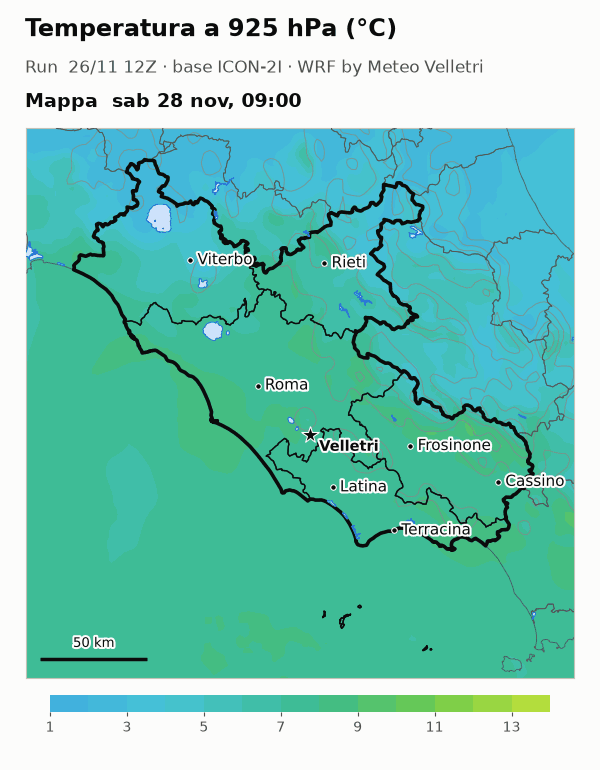 Temperatura a 925 hPa (°C)
Run  26/11 12Z · base ICON-2I · WRF by Meteo Velletri
Mappa  sab 28 nov, 09:00
Viterbo
Rieti
Roma
Velletri
Frosinone
Cassino
Latina
Terracina
50 km
1 3 5 7 9 11 13